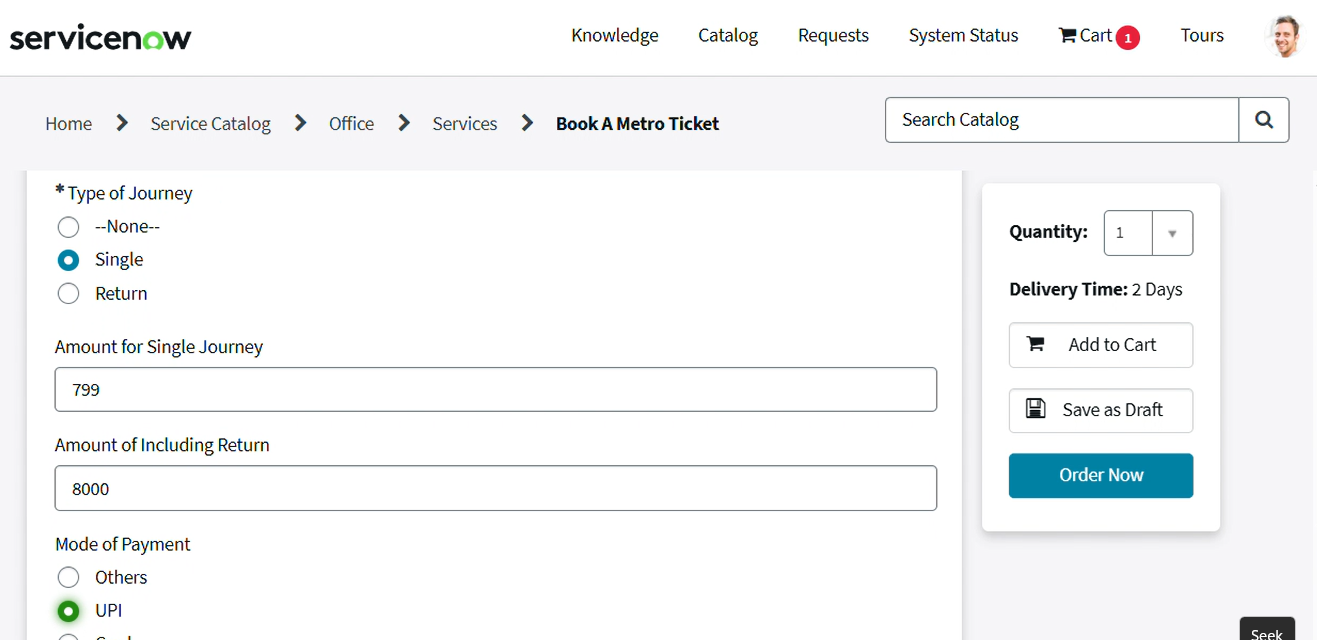 servicenow
Knowledge Catalog Requests System Status Cart 1 Tours
Home Service Catalog Office Services Book A Metro Ticket
Search Catalog
* Type of Journey
--None--
Single
Return
Amount for Single Journey
799
Amount of Including Return
8000
Mode of Payment
Others
UPI
Quantity: 1
Delivery Time: 2 Days
Add to Cart
Save as Draft
Order Now
Seek